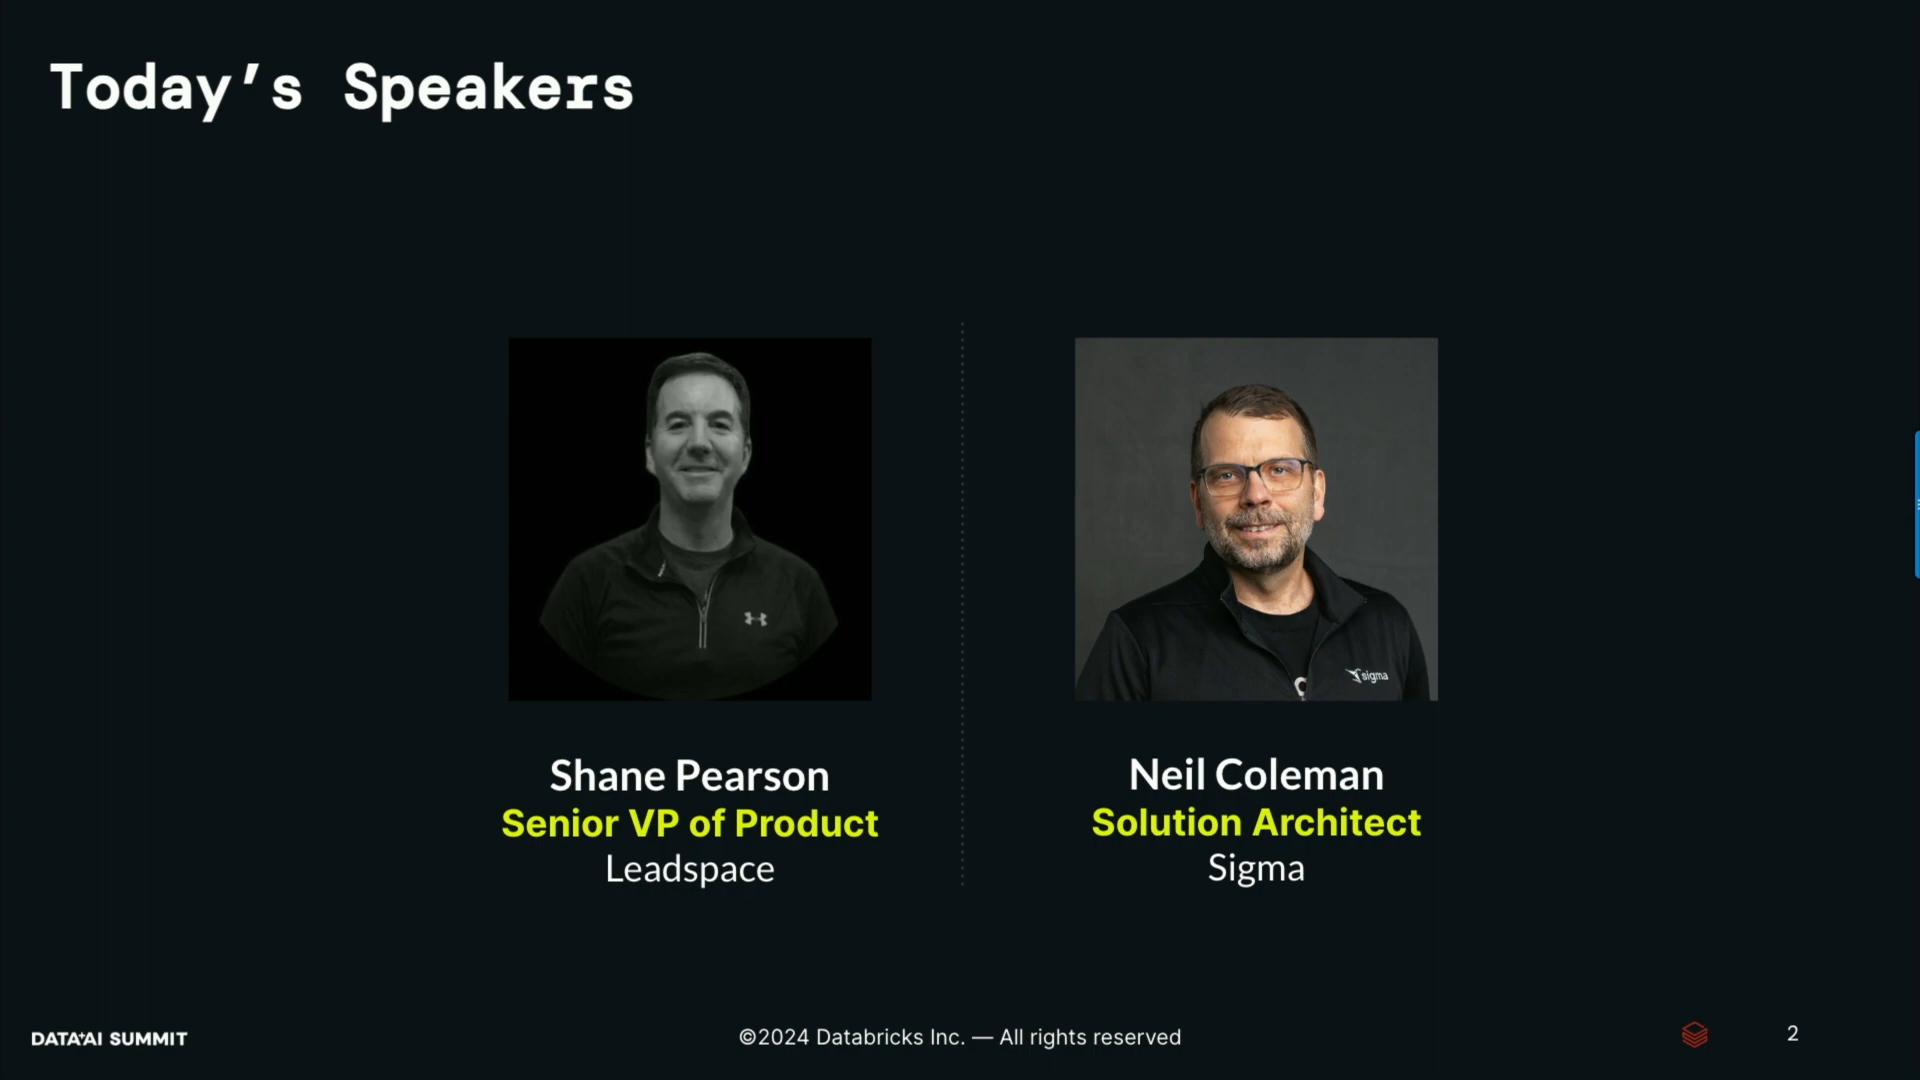 Today's Speakers
sigma
Shane Pearson
Senior VP of Product
Leadspace
Neil Coleman
Solution Architect
Sigma
DATA+AI SUMMIT
©2024 Databricks Inc. — All rights reserved
2